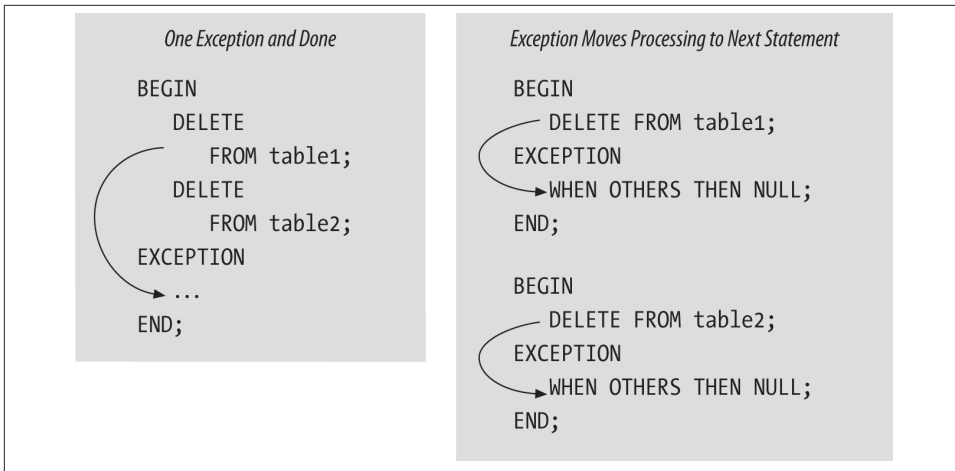 One Exception and Done
BEGIN
DELETE
FROM table1;
DELETE
FROM table2;
EXCEPTION
...
END;
Exception Moves Processing to Next Statement
BEGIN
DELETE FROM table1;
EXCEPTION
WHEN OTHERS THEN NULL;
END;
BEGIN
DELETE FROM table2;
EXCEPTION
WHEN OTHERS THEN NULL;
END;